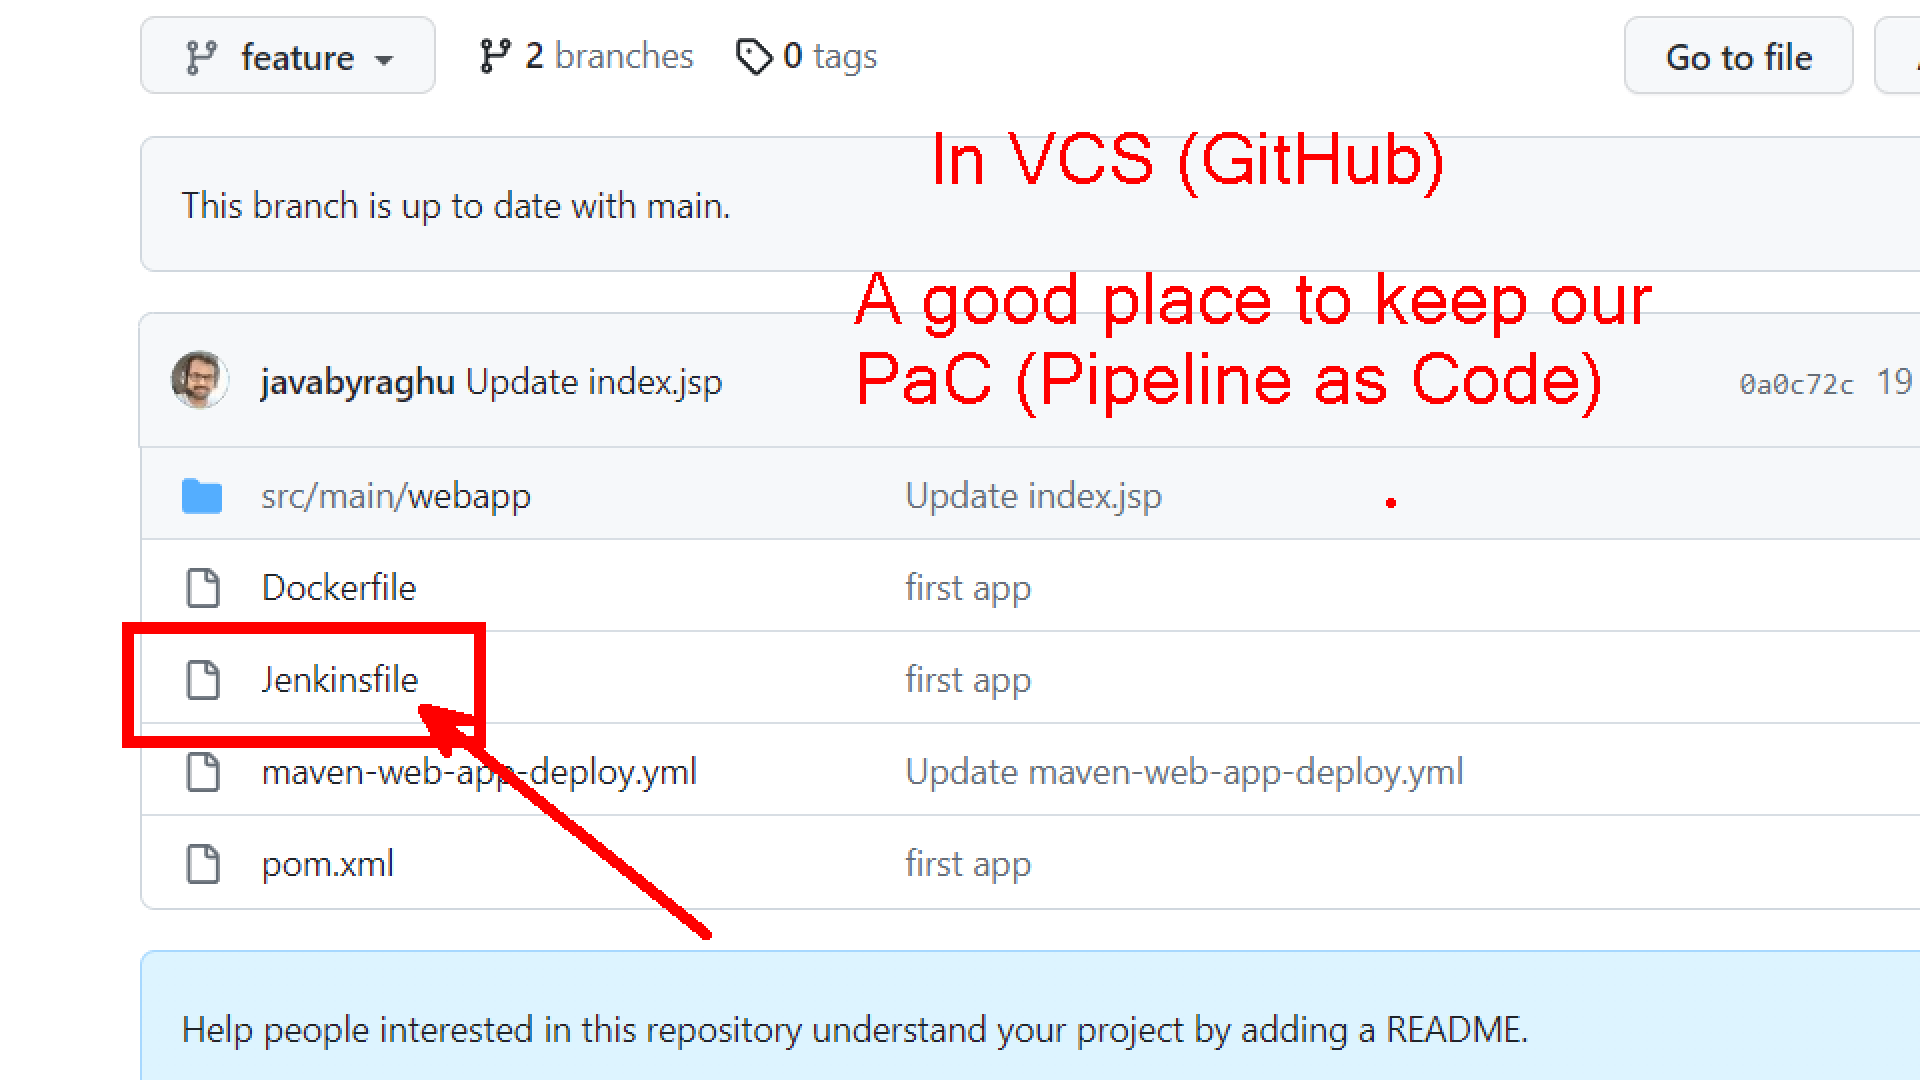 feature 2 branches 0 tags Go to file
In VCS (GitHub)
This branch is up to date with main.
A good place to keep our
PaC (Pipeline as Code)
javabyraghu Update index.jsp 0a0c72c 19
src/main/webapp Update index.jsp
Dockerfile first app
Jenkinsfile first app
maven-web-app-deploy.yml Update maven-web-app-deploy.yml
pom.xml first app
Help people interested in this repository understand your project by adding a README.